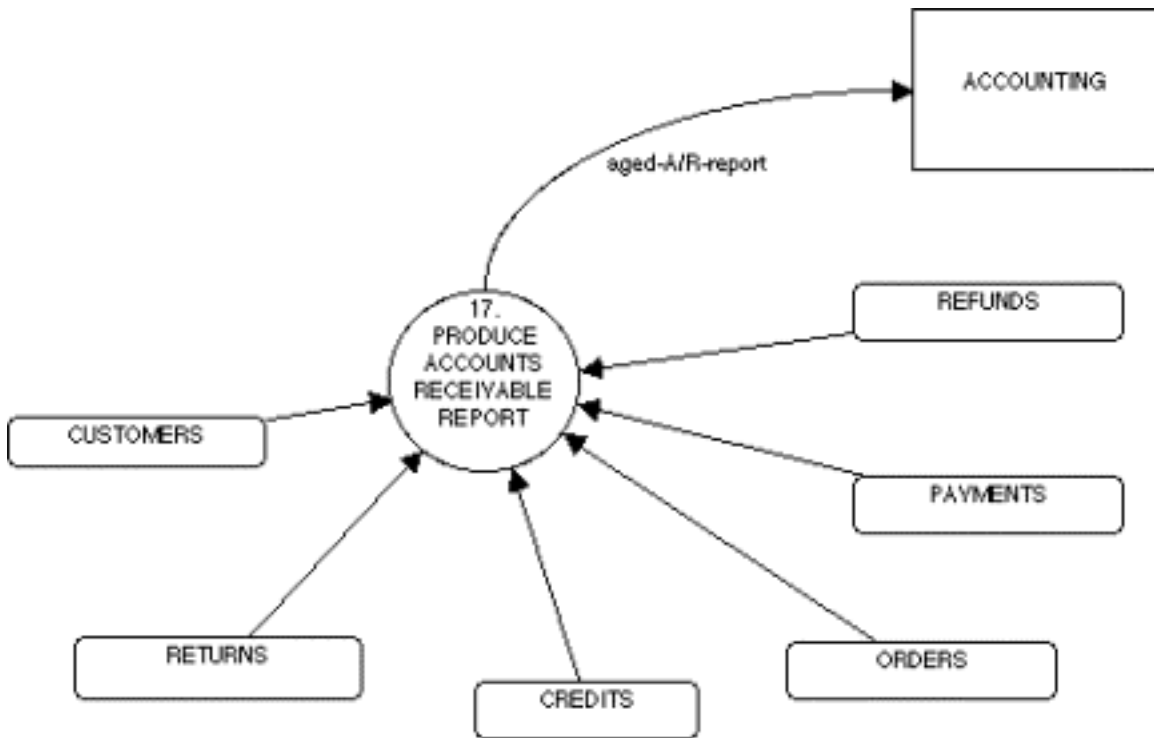 ACCOUNTING
aged-A/R-report
REFUNDS
17.
PRODUCE
ACCOUNTS
RECEIVABLE
REPORT
CUSTOMERS
PAYMENTS
RETURNS
ORDERS
CREDITS